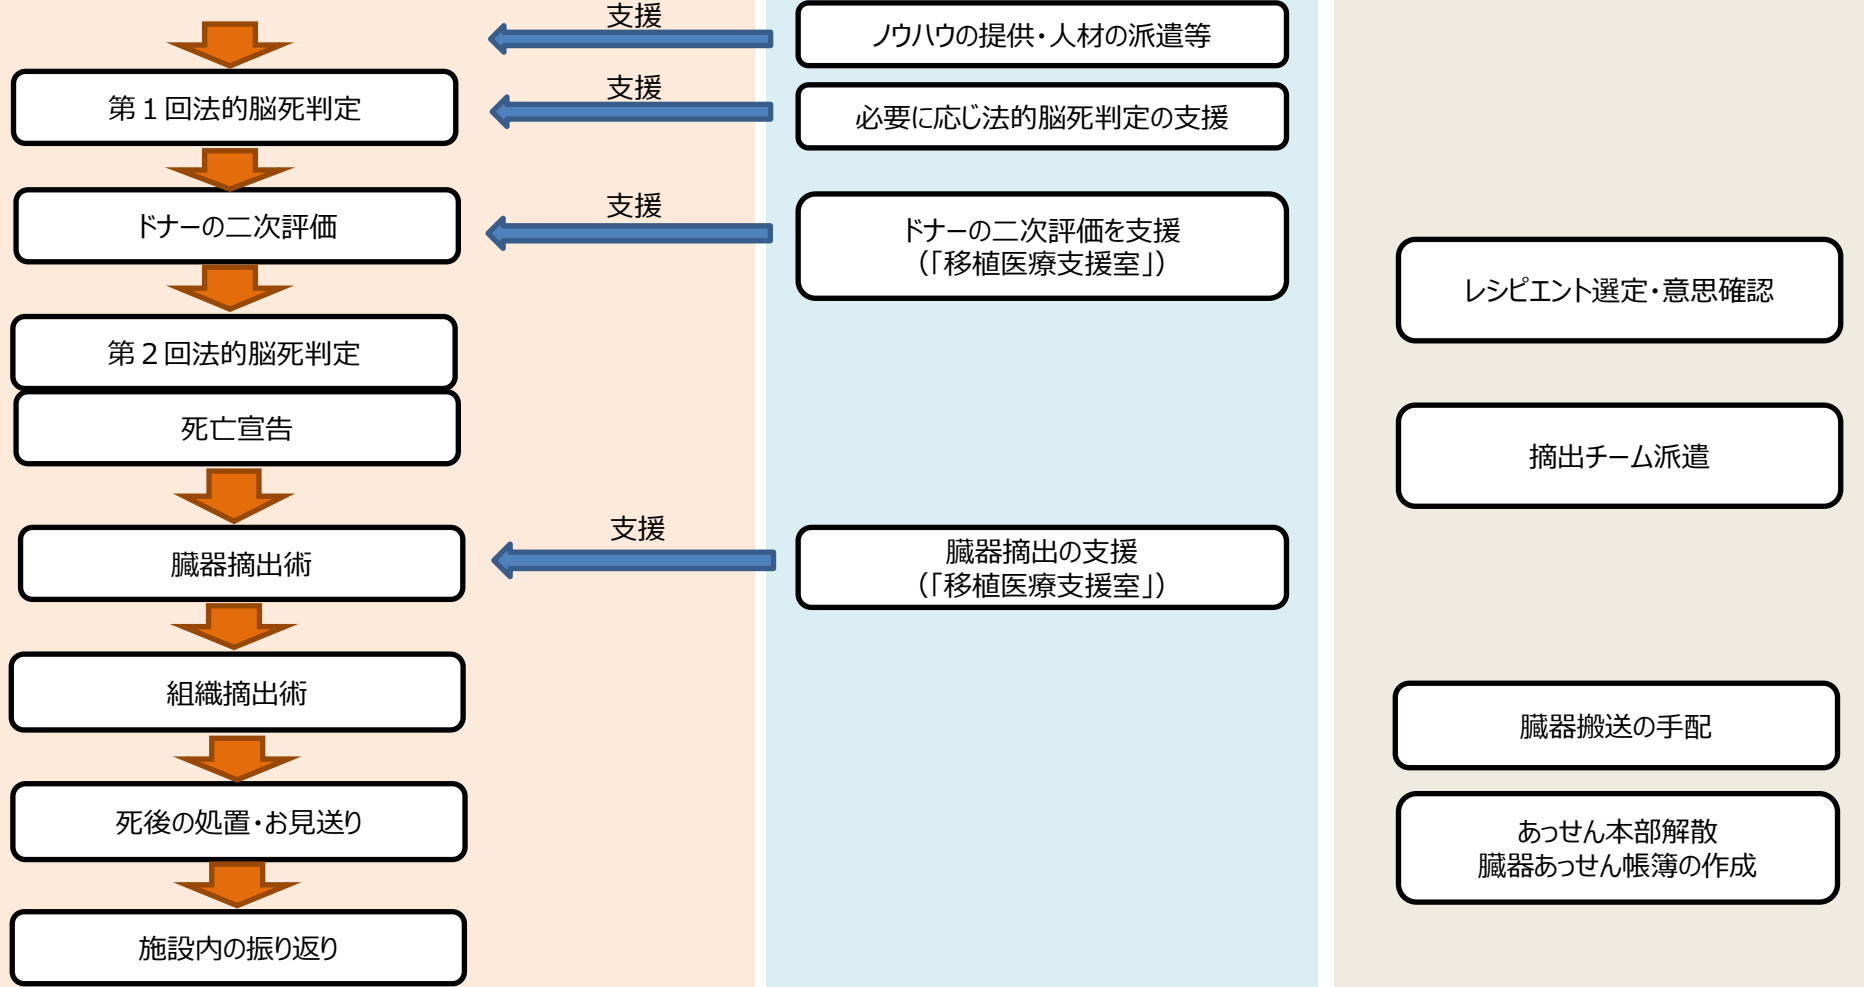 支援
ノウハウの提供・人材の派遣等
第１回法的脳死判定
支援
必要に応じ法的脳死判定の支援
ドナーの二次評価
支援
ドナーの二次評価を支援
（「移植医療支援室」）
レシピエント選定・意思確認
第２回法的脳死判定
死亡宣告
摘出チーム派遣
臓器摘出術
支援
臓器摘出の支援
（「移植医療支援室」）
組織摘出術
臓器搬送の手配
死後の処置・お見送り
あっせん本部解散
臓器あっせん帳簿の作成
施設内の振り返り